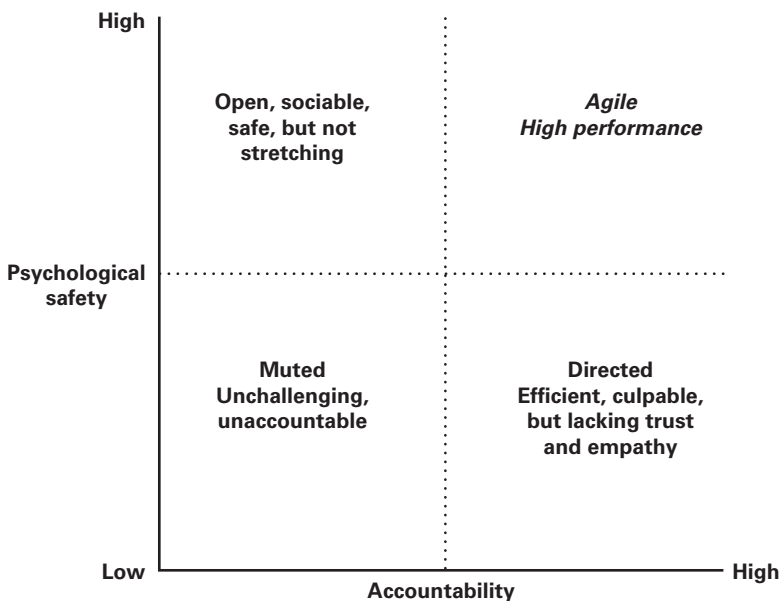 High
Open, sociable,
safe, but not
stretching
Agile
High performance
Psychological
safety
Muted
Unchallenging,
unaccountable
Directed
Efficient, culpable,
but lacking trust
and empathy
Low
Accountability
High